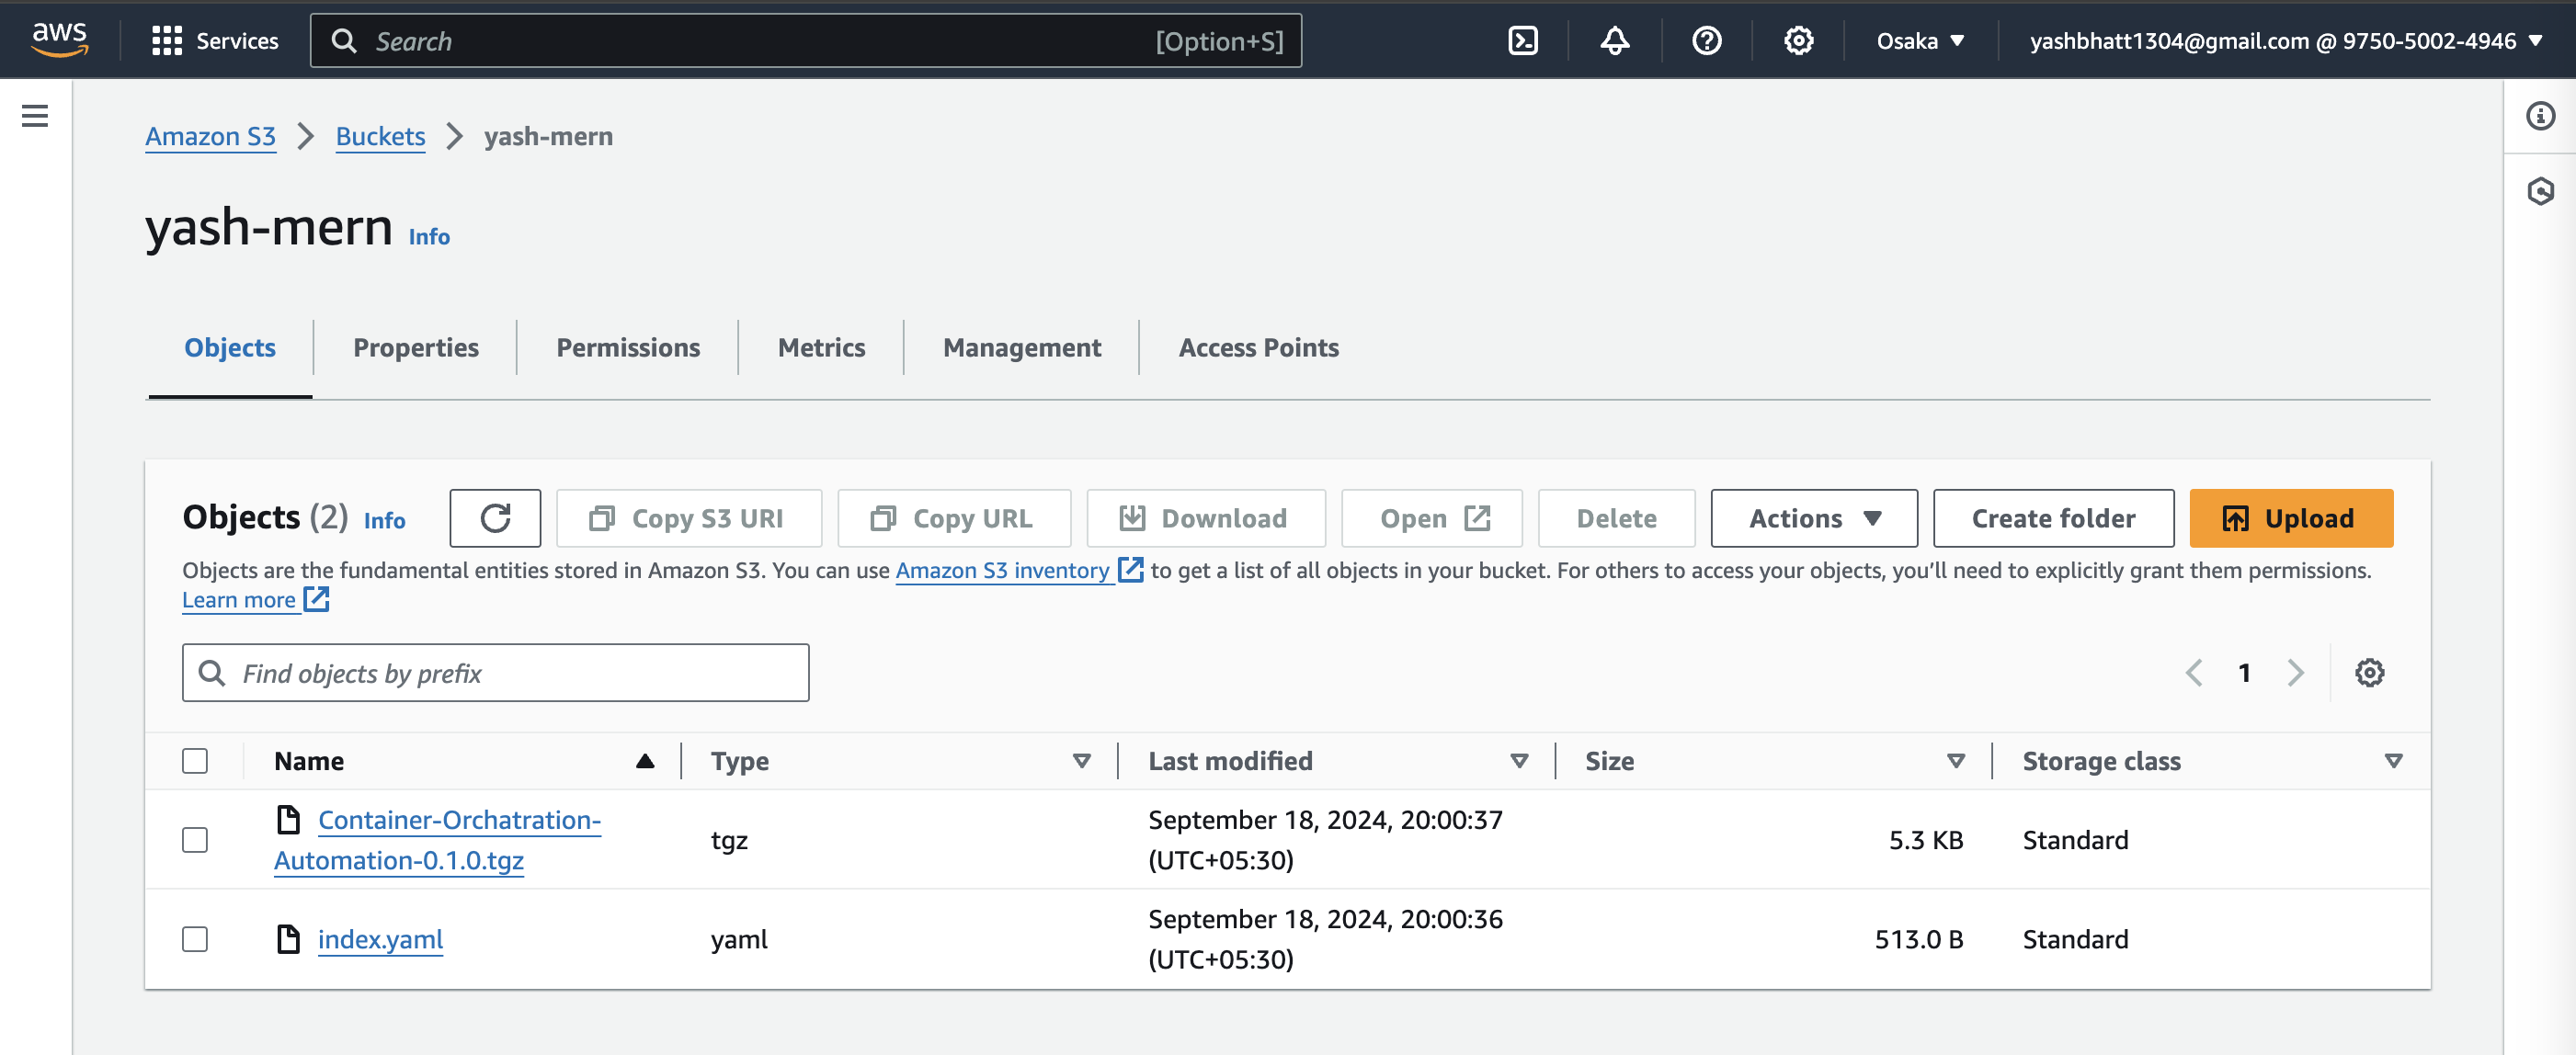 aws Services Search [Option+S] Osaka yashbhatt1304@gmail.com @ 9750-5002-4946
Amazon S3 Buckets yash-mern
yash-mern Info
Objects Properties Permissions Metrics Management Access Points
Objects (2) Info Copy S3 URI Copy URL Download Open Delete Actions Create folder Upload
Objects are the fundamental entities stored in Amazon S3. You can use Amazon S3 inventory to get a list of all objects in your bucket. For others to access your objects, you’ll need to explicitly grant them permissions.
Learn more
Find objects by prefix 1
Name Type Last modified Size Storage class
Container-Orchatration-
Automation-0.1.0.tgz
tgz
September 18, 2024, 20:00:37
(UTC+05:30)
5.3 KB
Standard
index.yaml
yaml
September 18, 2024, 20:00:36
(UTC+05:30)
513.0 B
Standard